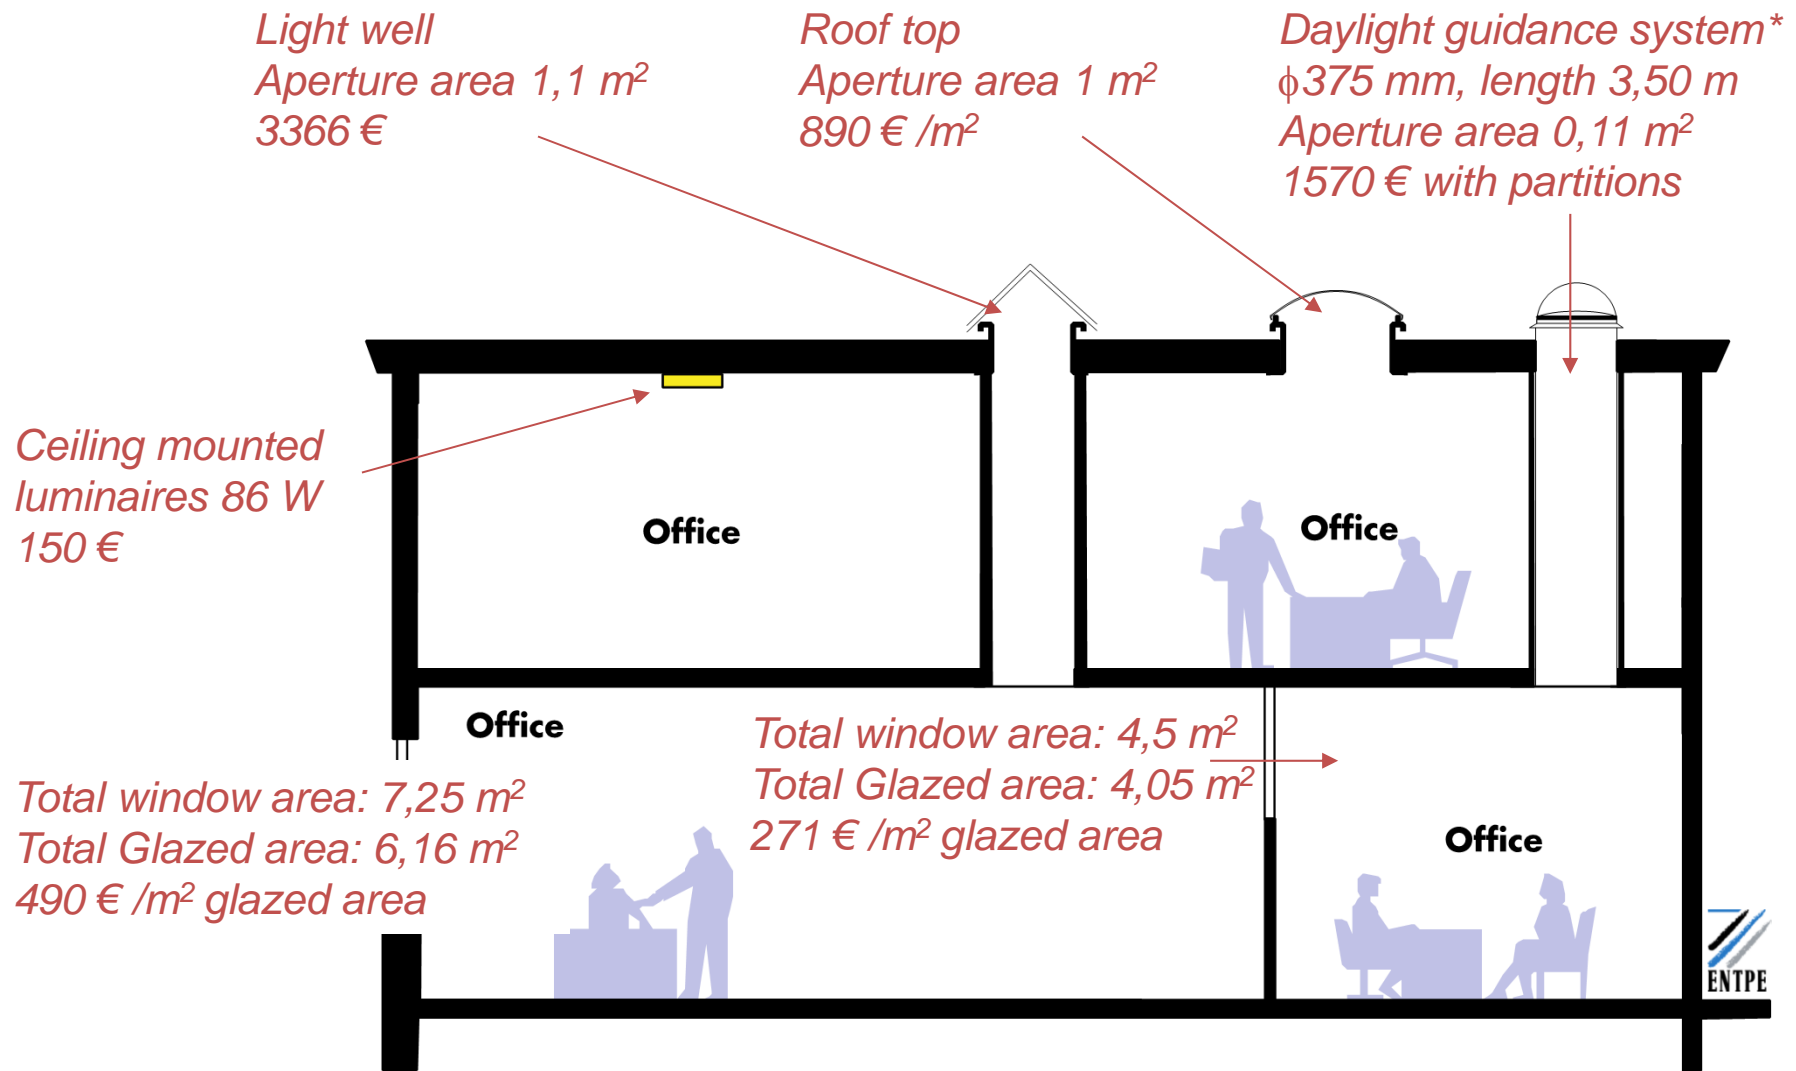 Light well
Aperture area 1,1 m²
3366 €
Roof top
Aperture area 1 m²
890 € /m²
Daylight guidance system*
ϕ375 mm, length 3,50 m
Aperture area 0,11 m²
1570 € with partitions
Ceiling mounted
luminaires 86 W
150 €
Office
Office
Office
Total window area: 4,5 m²
Total Glazed area: 4,05 m²
271 € /m² glazed area
Total window area: 7,25 m²
Total Glazed area: 6,16 m²
490 € /m² glazed area
Office
ENTPE